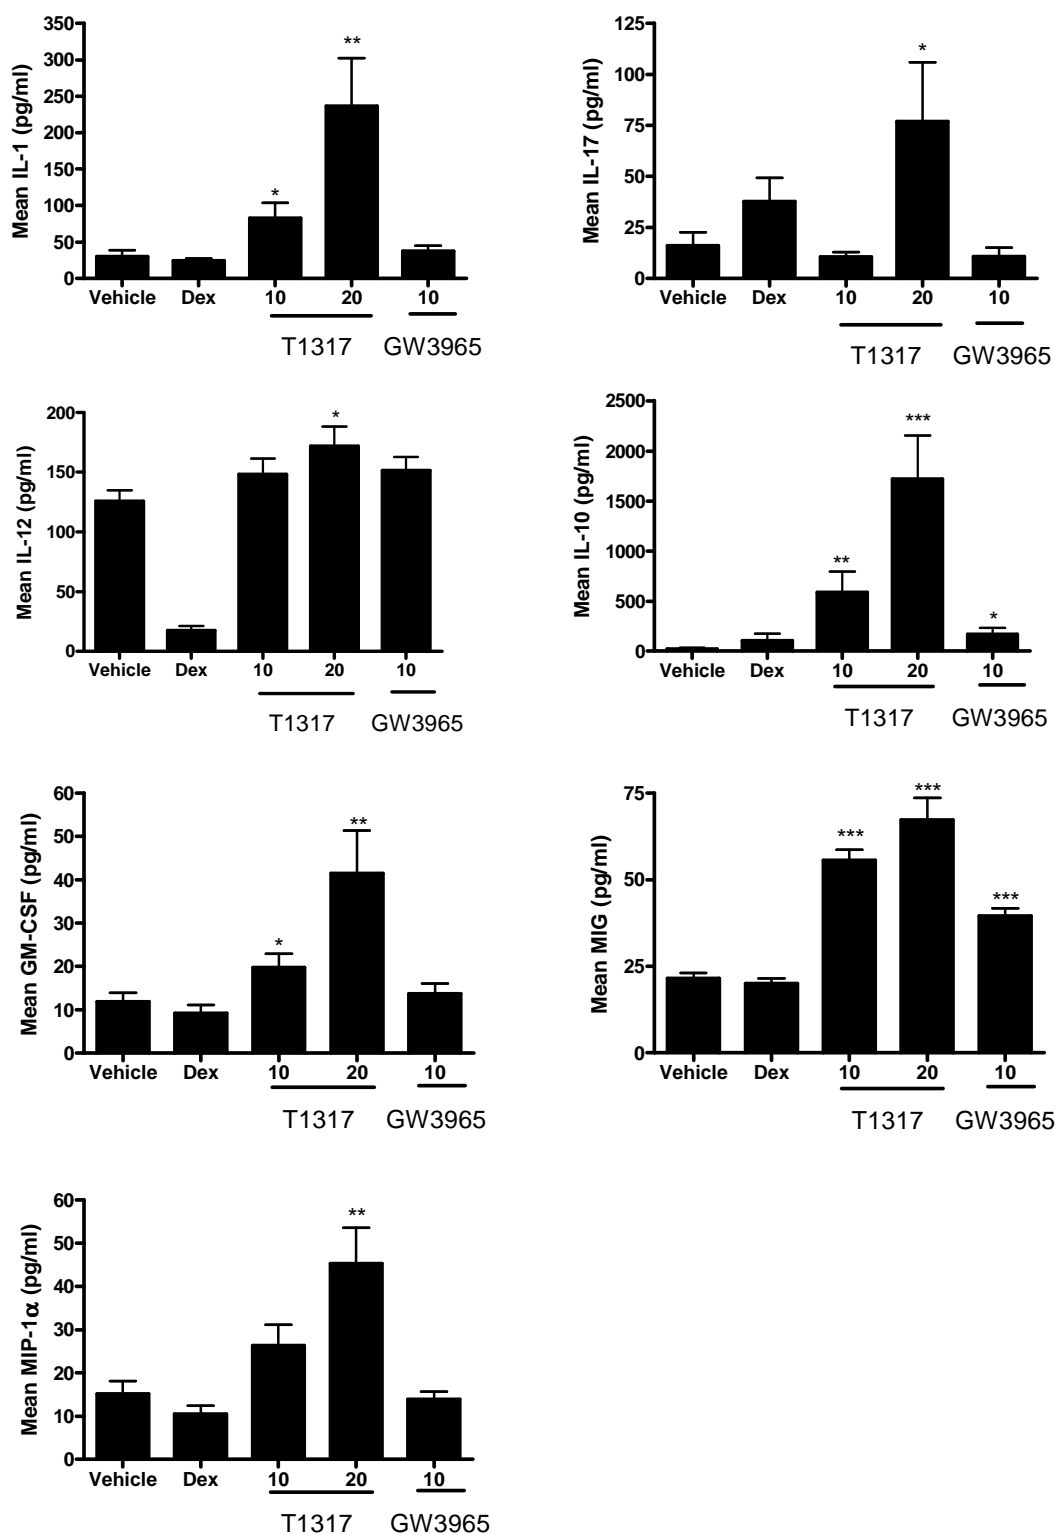 Mean IL-1 (pg/ml)
350
300
250
200
150
100
50
0
**
*
Vehicle Dex 10 20 10
T1317 GW3965
Mean IL-17 (pg/ml)
125
100
75
50
25
0
*
Vehicle Dex 10 20 10
T1317 GW3965
Mean IL-12 (pg/ml)
200
150
100
50
0
*
Vehicle Dex 10 20 10
T1317 GW3965
Mean IL-10 (pg/ml)
2500
2000
1500
1000
500
0
***
**
*
Vehicle Dex 10 20 10
T1317 GW3965
Mean GM-CSF (pg/ml)
60
50
40
30
20
10
0
**
*
Vehicle Dex 10 20 10
T1317 GW3965
Mean MIG (pg/ml)
75
50
25
0
***
***
***
Vehicle Dex 10 20 10
T1317 GW3965
Mean MIP-1α (pg/ml)
60
50
40
30
20
10
0
**
Vehicle Dex 10 20 10
T1317 GW3965